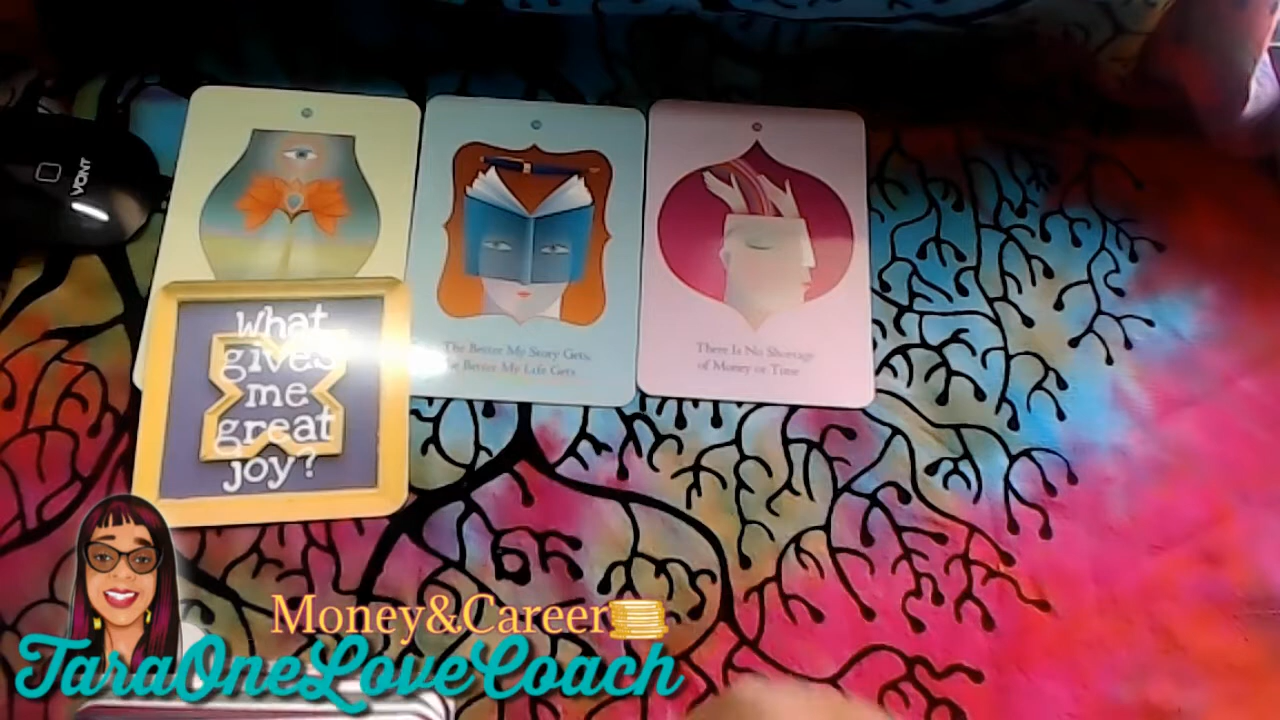 VONT
The Better My Story Gets,
the Better My Life Gets
There Is No Shortage
of Money or Time
What
gives
me
great
joy?
Money&Career
TaraOneLoveCoach